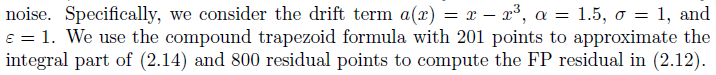 noise. Specifically, we consider the drift term a(x) = x − x³, α = 1.5, σ = 1, and
ε = 1. We use the compound trapezoid formula with 201 points to approximate the
integral part of (2.14) and 800 residual points to compute the FP residual in (2.12).